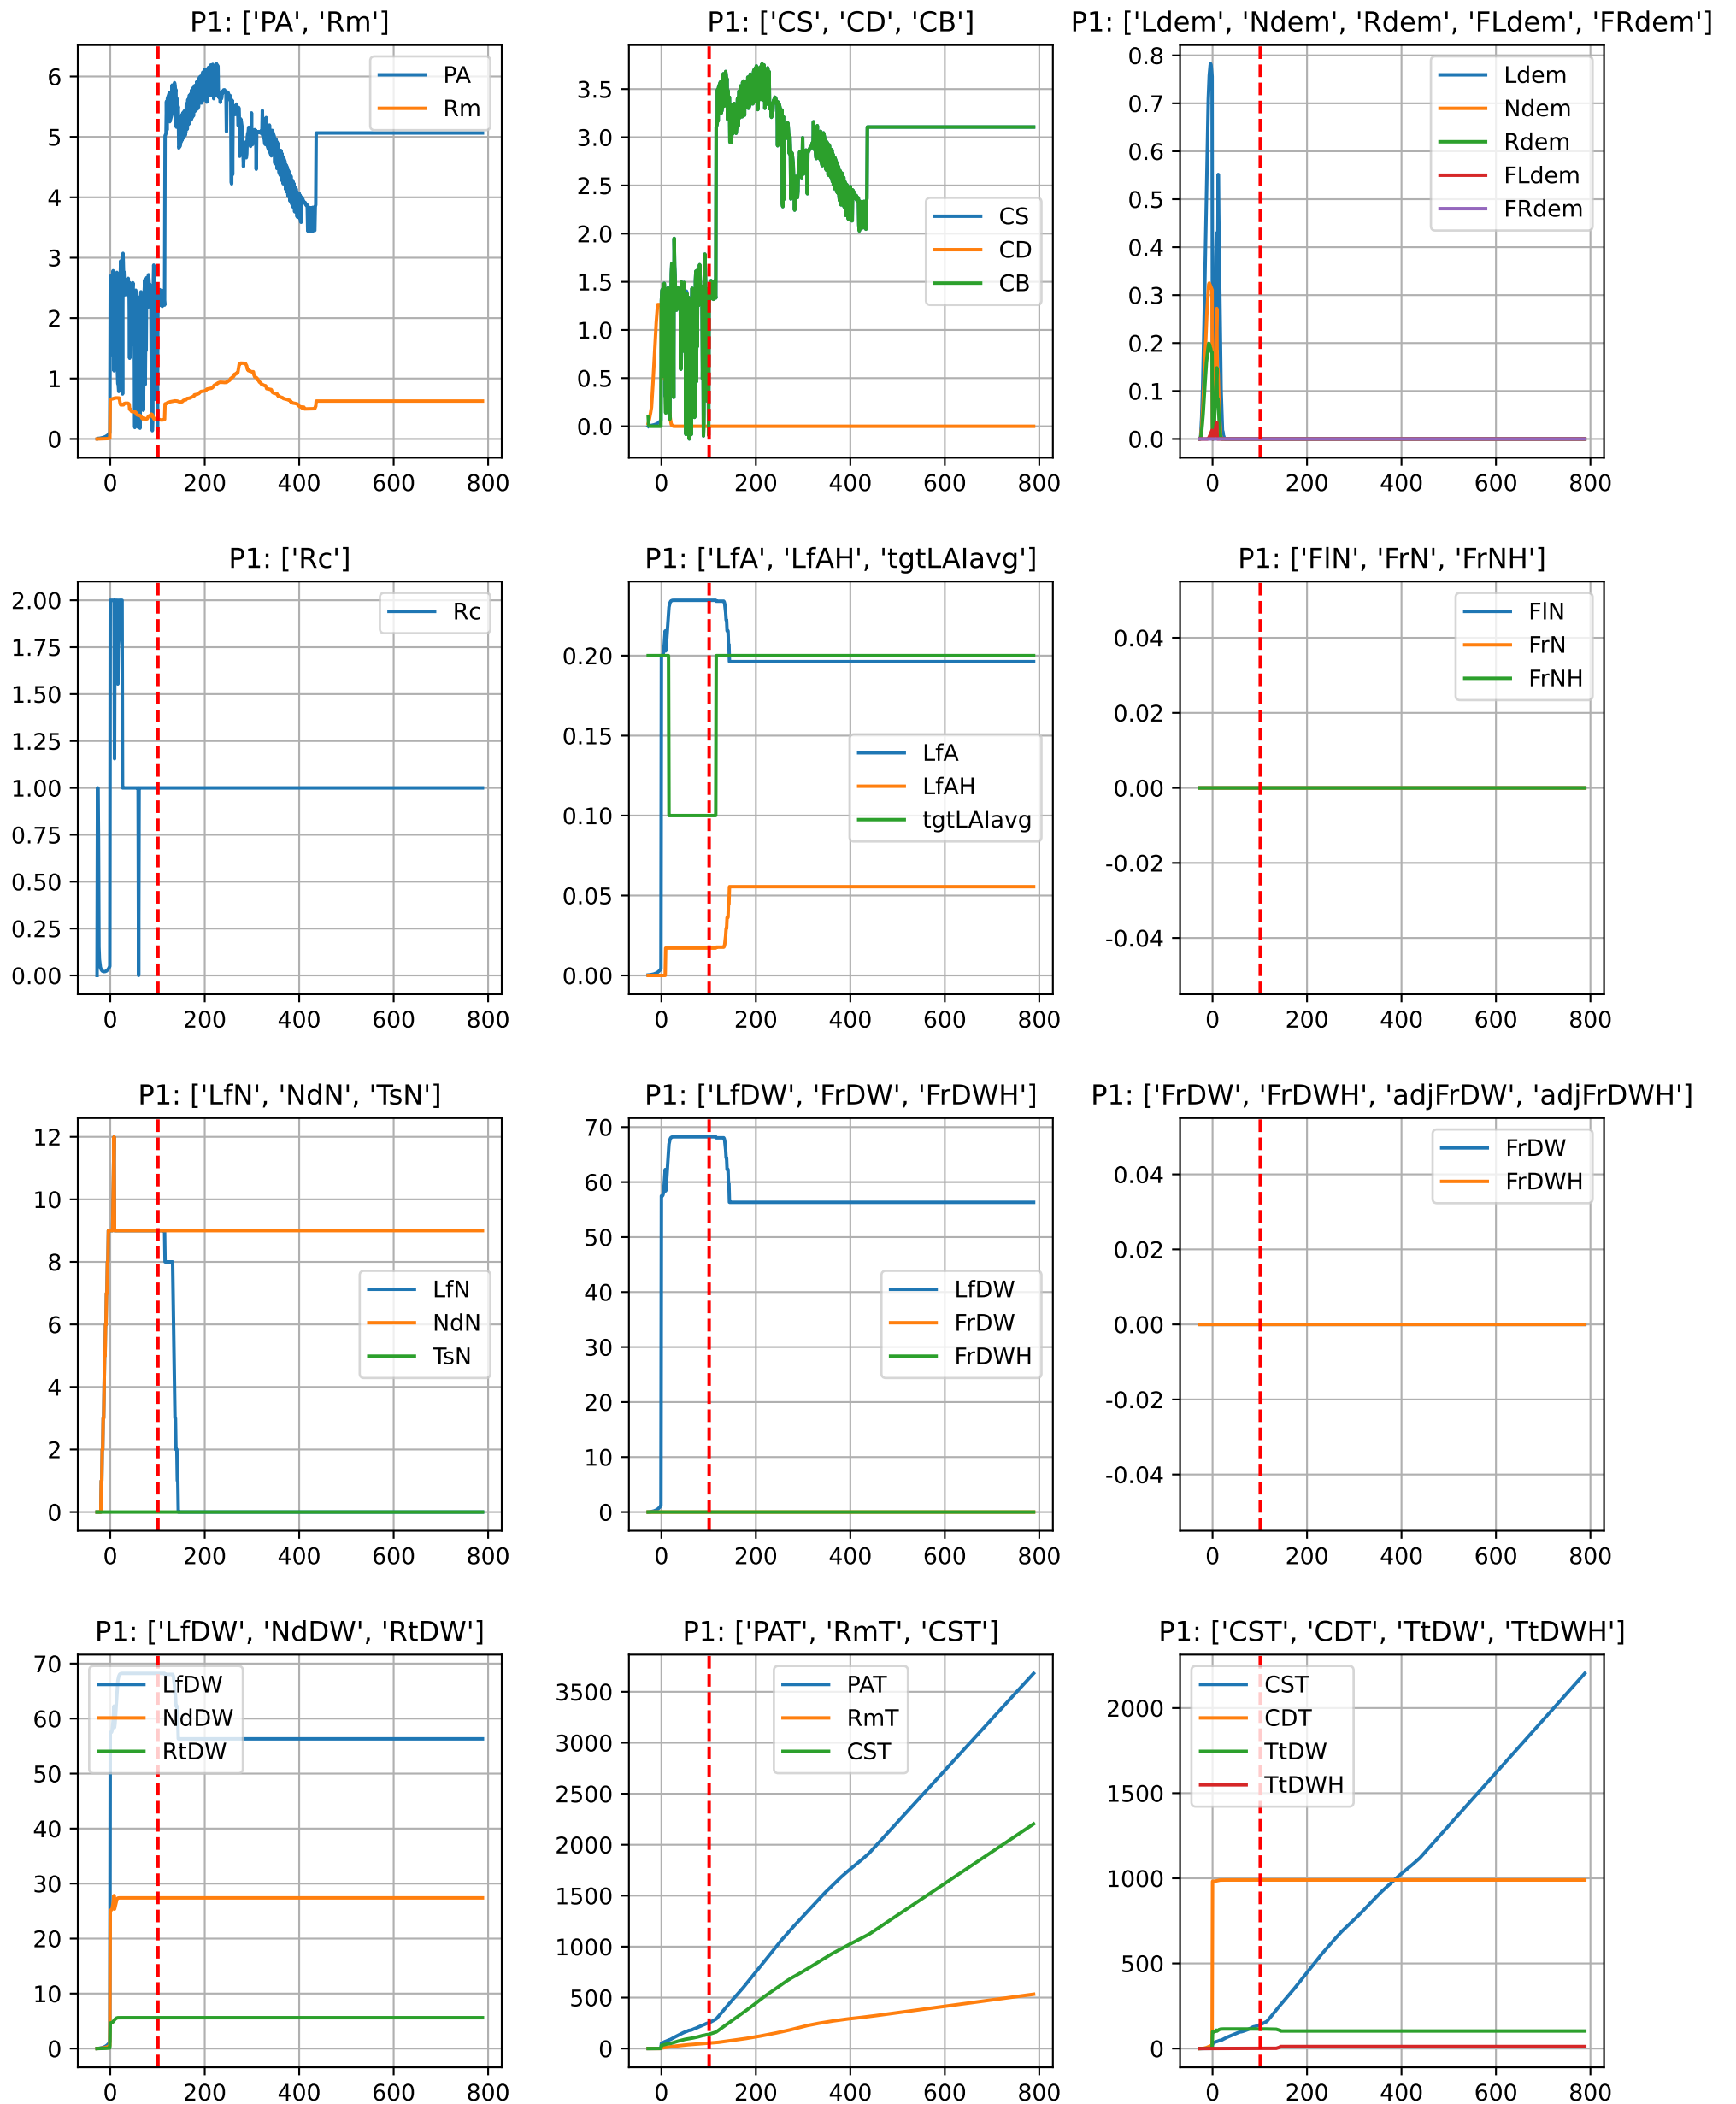 P1: ['PA', 'Rm']
PA
Rm
6
5
4
3
2
1
0
0 200 400 600 800
P1: ['CS', 'CD', 'CB']
CS
CD
CB
3.5
3.0
2.5
2.0
1.5
1.0
0.5
0.0
0 200 400 600 800
P1: ['Ldem', 'Ndem', 'Rdem', 'FLdem', 'FRdem']
Ldem
Ndem
Rdem
FLdem
FRdem
0.8
0.7
0.6
0.5
0.4
0.3
0.2
0.1
0.0
0 200 400 600 800
P1: ['Rc']
Rc
2.00
1.75
1.50
1.25
1.00
0.75
0.50
0.25
0.00
0 200 400 600 800
P1: ['LfA', 'LfAH', 'tgtLAIavg']
LfA
LfAH
tgtLAIavg
0.20
0.15
0.10
0.05
0.00
0 200 400 600 800
P1: ['FlN', 'FrN', 'FrNH']
FlN
FrN
FrNH
0.04
0.02
0.00
-0.02
-0.04
0 200 400 600 800
P1: ['LfN', 'NdN', 'TsN']
LfN
NdN
TsN
12
10
8
6
4
2
0
0 200 400 600 800
P1: ['LfDW', 'FrDW', 'FrDWH']
LfDW
FrDW
FrDWH
70
60
50
40
30
20
10
0
0 200 400 600 800
P1: ['FrDW', 'FrDWH', 'adjFrDW', 'adjFrDWH']
FrDW
FrDWH
0.04
0.02
0.00
-0.02
-0.04
0 200 400 600 800
P1: ['LfDW', 'NdDW', 'RtDW']
LfDW
NdDW
RtDW
70
60
50
40
30
20
10
0
0 200 400 600 800
P1: ['PAT', 'RmT', 'CST']
PAT
RmT
CST
3500
3000
2500
2000
1500
1000
500
0
0 200 400 600 800
P1: ['CST', 'CDT', 'TtDW', 'TtDWH']
CST
CDT
TtDW
TtDWH
2000
1500
1000
500
0
0 200 400 600 800